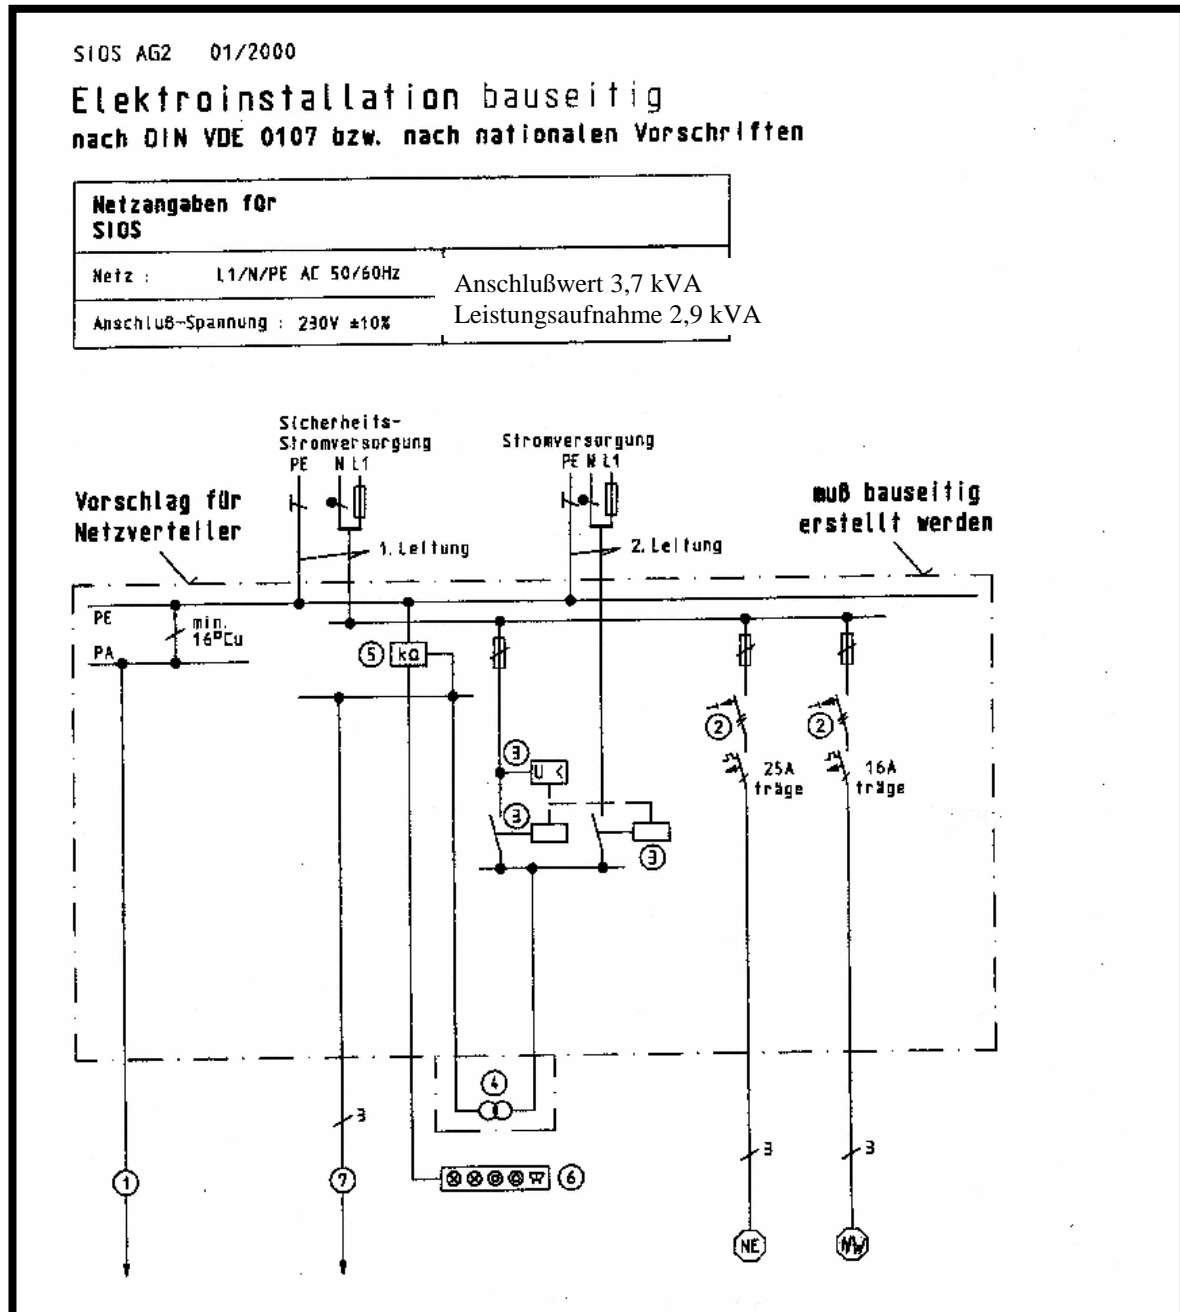 SIOS AG2 01/2000
Elektroinstallation bauseitig
nach DIN VDE 0107 bzw. nach nationalen Vorschriften
Netzangaben für
SIOS
Netz : L1/N/PE AC 50/60Hz
Anschluß-Spannung : 230V ±10%
Anschlußwert 3,7 kVA
Leistungsaufnahme 2,9 kVA
Sicherheits-
Stromversorgung
PE N L1
Stromversorgung
PE N L1
Vorschlag für
Netzverteiler
muß bauseitig
erstellt werden
1. Leitung
2. Leitung
PE
min.
16□Cu
PA
5
kΩ
2
2
3
U <
25A
träge
16A
träge
3
3
4
3
3
3
1
7
6
NE
NW